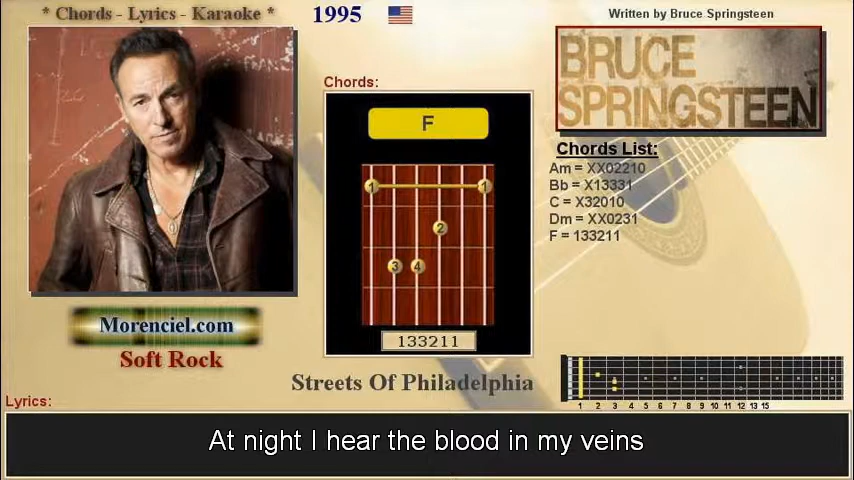 * Chords - Lyrics - Karaoke *
1995
Written by Bruce Springsteen
BRUCE
SPRINGSTEEN
Chords:
F
1 1
2
3 4
133211
Chords List:
Am = XX02210
Bb = X13331
C = X32010
Dm = XX0231
F = 133211
Morenciel.com
Soft Rock
Streets Of Philadelphia
1 2 3 4 5 6 7 8 9 10 11 12 13 15
Lyrics:
At night I hear the blood in my veins